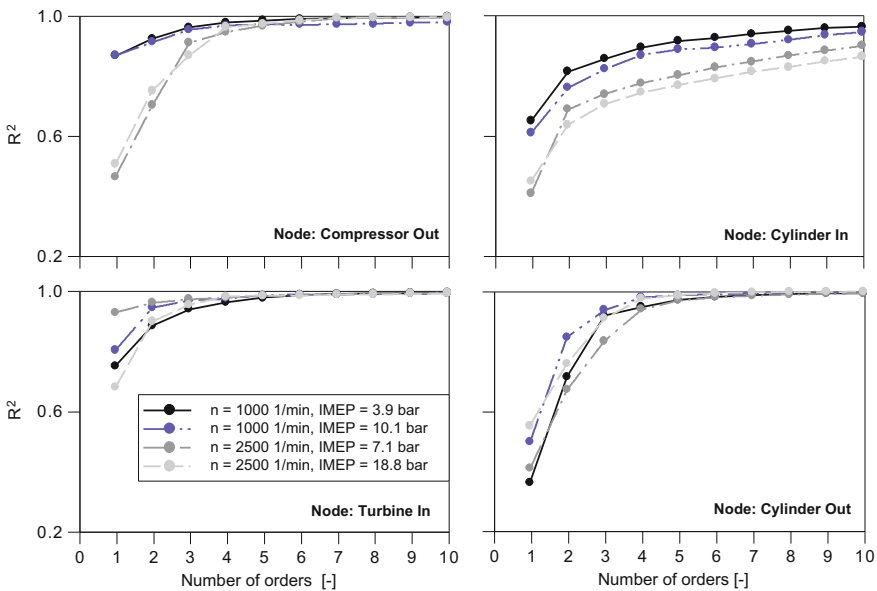 1.0
0.6
0.2
R²
Node: Compressor Out
Node: Cylinder In
1.0
0.6
0.2
R²
n = 1000 1/min, IMEP = 3.9 bar
n = 1000 1/min, IMEP = 10.1 bar
n = 2500 1/min, IMEP = 7.1 bar
n = 2500 1/min, IMEP = 18.8 bar
Node: Turbine In
Node: Cylinder Out
0 1 2 3 4 5 6 7 8 9 10
Number of orders [-]
0 1 2 3 4 5 6 7 8 9 10
Number of orders [-]